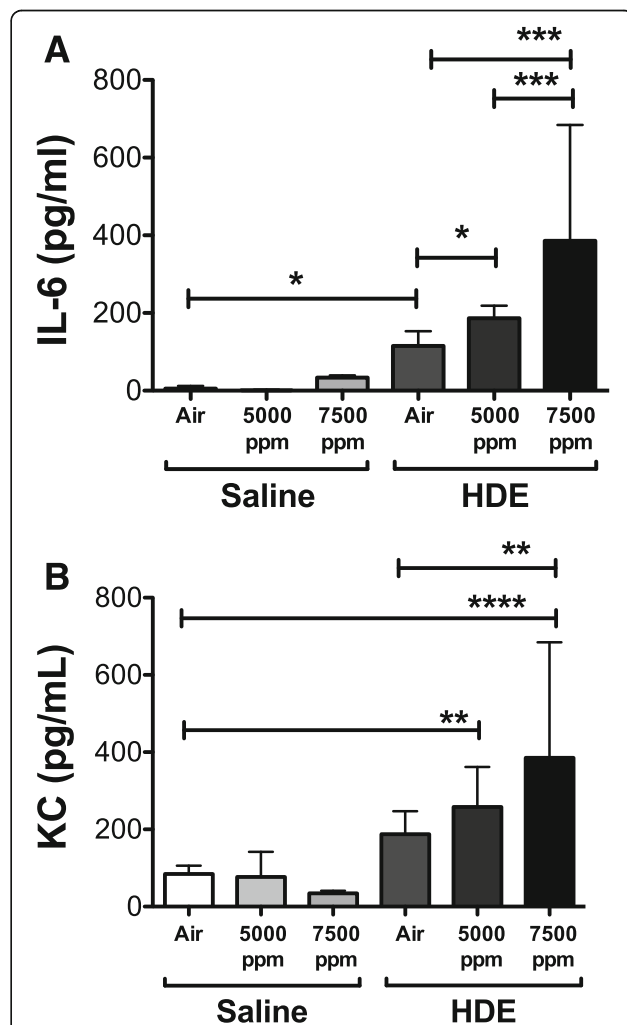 A
***
800
***
600
IL-6 (pg/ml)
400
*
*
200
0
Air 5000 7500 Air 5000 7500
ppm ppm ppm ppm
Saline HDE
B
**
800
****
600
KC (pg/mL)
**
400
200
0
Air 5000 7500 Air 5000 7500
ppm ppm ppm ppm
Saline HDE